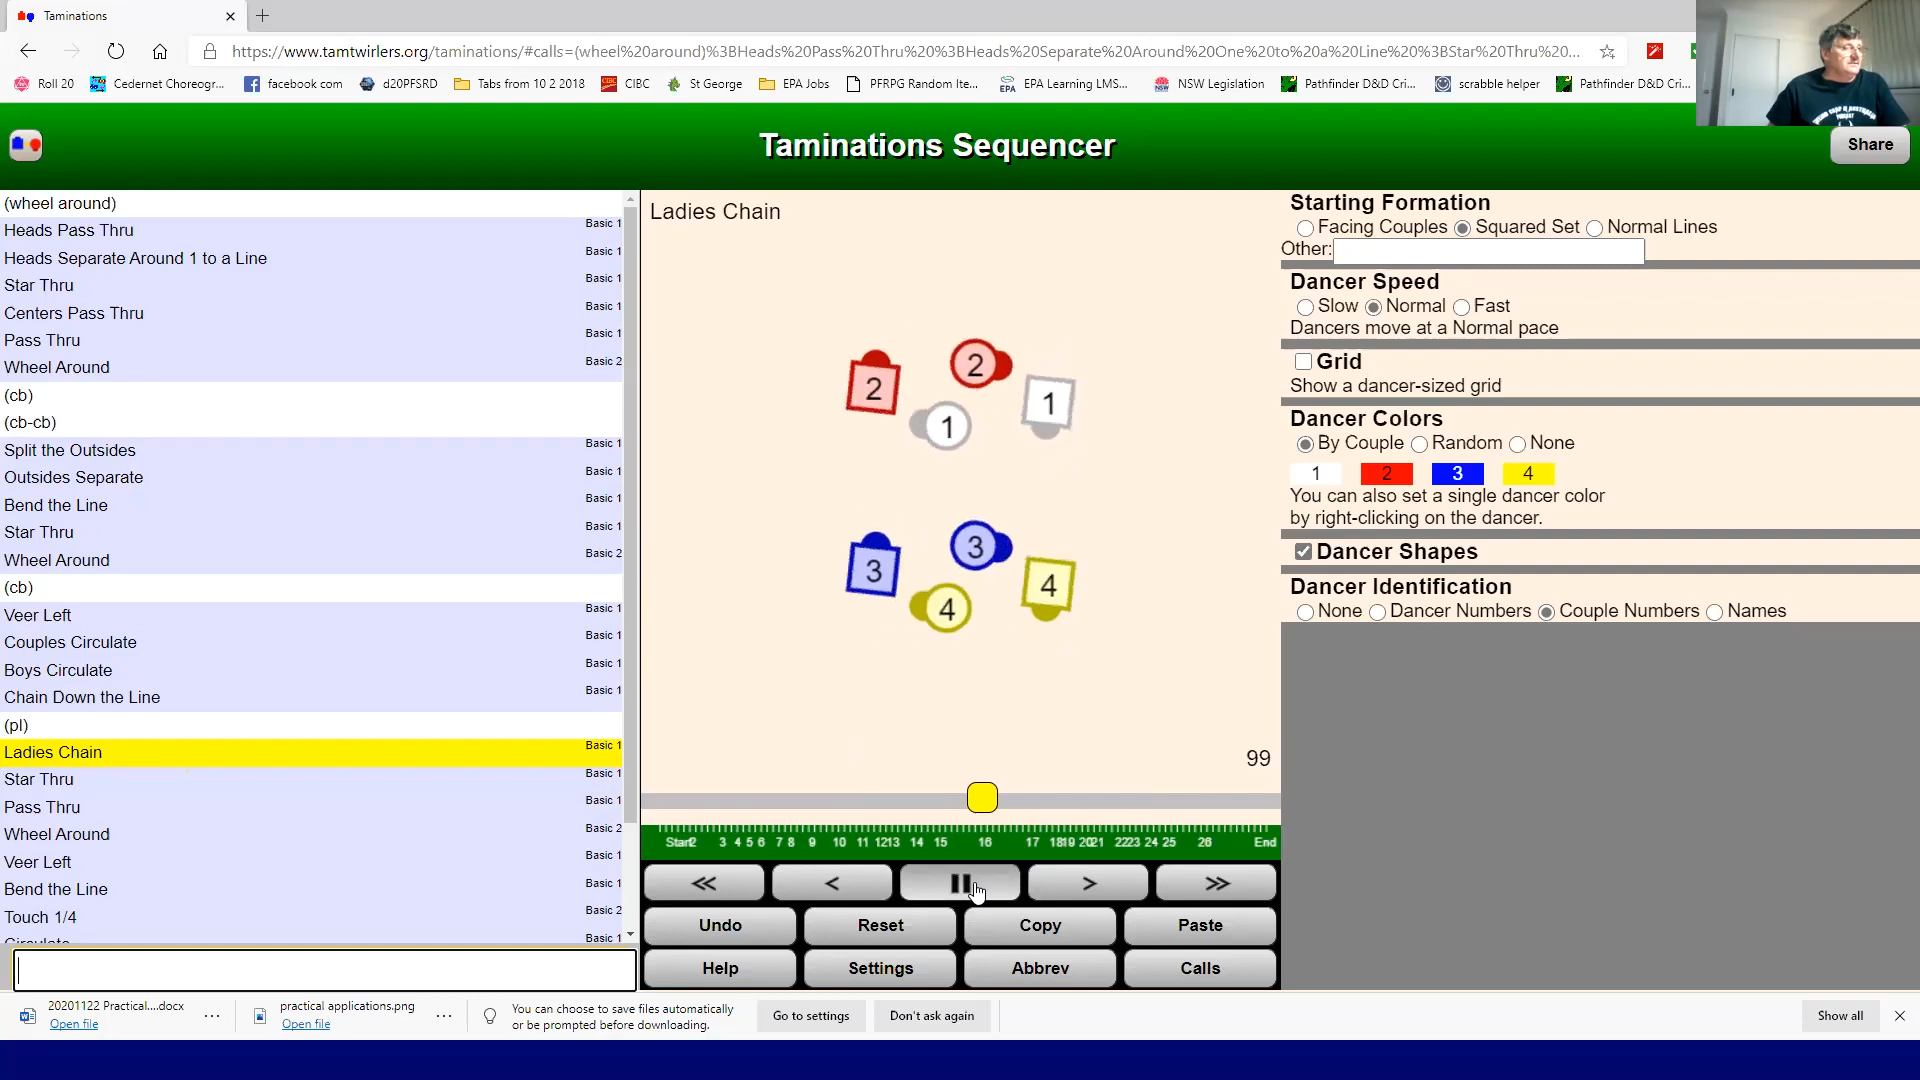 Taminations
https://www.tamtwirlers.org/taminations/#calls=(wheel%20around)%3BHeads%20Pass%20Thru%20%3BHeads%20Separate%20Around%20One%20to%20a%20Line%20%3BStar%20Thru%20...
Roll 20
Cedernet Choreogr...
facebook com
d20PFSRD
Tabs from 10 2 2018
CIBC
St George
EPA Jobs
PFRPG Random Ite...
EPA Learning LMS...
NSW Legislation
Pathfinder D&D Cri...
scrabble helper
Pathfinder D&D Cri...
Taminations Sequencer
Share
(wheel around)
Heads Pass Thru Basic 1
Heads Separate Around 1 to a Line Basic 1
Star Thru Basic 1
Centers Pass Thru Basic 1
Pass Thru Basic 1
Wheel Around Basic 2
(cb)
(cb-cb)
Split the Outsides Basic 1
Outsides Separate Basic 1
Bend the Line Basic 1
Star Thru Basic 1
Wheel Around Basic 2
(cb)
Veer Left Basic 1
Couples Circulate Basic 1
Boys Circulate Basic 1
Chain Down the Line Basic 1
(pl)
Ladies Chain Basic 1
Star Thru Basic 1
Pass Thru Basic 1
Wheel Around Basic 2
Veer Left Basic 1
Bend the Line Basic 1
Touch 1/4 Basic 2
Circulate Basic 1
Ladies Chain
2 2 1
1
3 3 4
4
99
Start2 3 4 5 6 7 8 9 10 11 1213 14 15 16 17 1819 2021 2223 24 25 26 End
<< < > >>
Undo Reset Copy Paste
Help Settings Abbrev Calls
Starting Formation
Facing Couples Squared Set Normal Lines
Other:
Dancer Speed
Slow Normal Fast
Dancers move at a Normal pace
Grid
Show a dancer-sized grid
Dancer Colors
By Couple Random None
1 2 3 4
You can also set a single dancer color
by right-clicking on the dancer.
Dancer Shapes
Dancer Identification
None Dancer Numbers Couple Numbers Names
20201122 Practical....docx
Open file
practical applications.png
Open file
You can choose to save files automatically
or be prompted before downloading.
Go to settings
Don't ask again
Show all